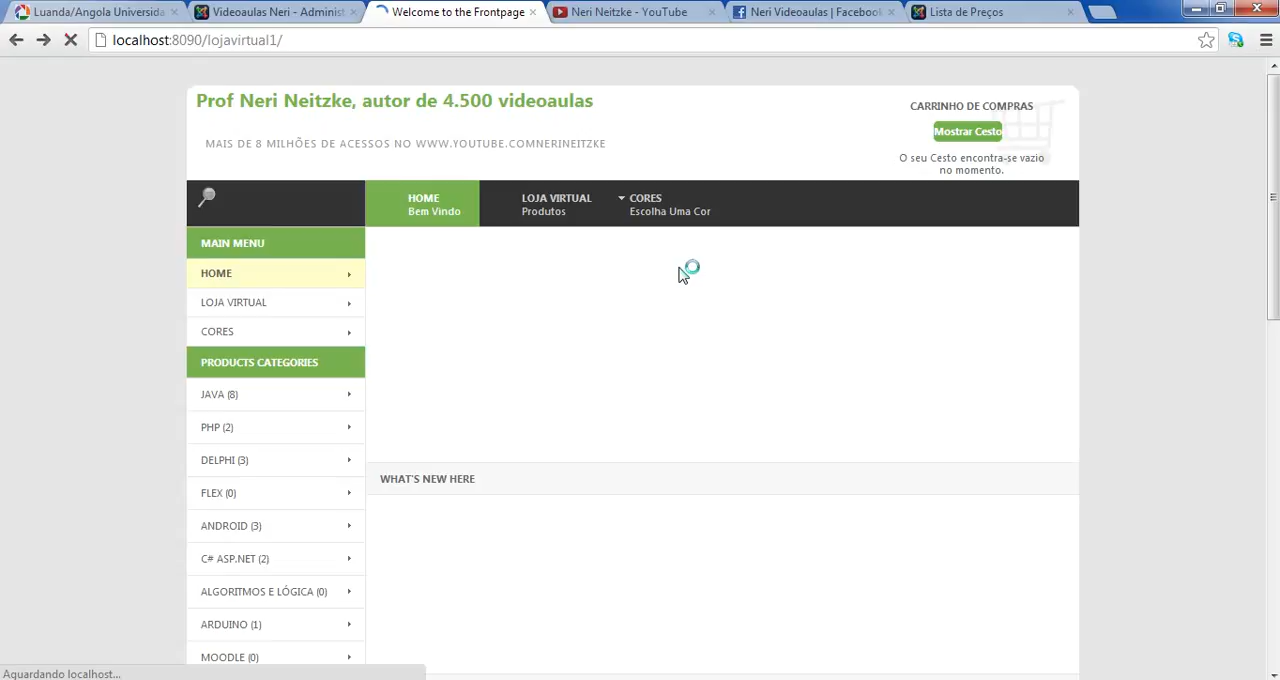 Luanda/Angola Universida
Videoaulas Neri - Administ
Welcome to the Frontpage
Neri Neitzke - YouTube
Neri Videoaulas | Facebook
Lista de Preços
localhost:8090/lojavirtual1/
Prof Neri Neitzke, autor de 4.500 videoaulas
MAIS DE 8 MILHÕES DE ACESSOS NO WWW.YOUTUBE.COMNERINEITZKE
CARRINHO DE COMPRAS
Mostrar Cesto
O seu Cesto encontra-se vazio
no momento.
HOME
Bem Vindo
LOJA VIRTUAL
Produtos
CORES
Escolha Uma Cor
MAIN MENU
HOME
LOJA VIRTUAL
CORES
PRODUCTS CATEGORIES
JAVA (8)
PHP (2)
DELPHI (3)
FLEX (0)
ANDROID (3)
C# ASP.NET (2)
ALGORITMOS E LÓGICA (0)
ARDUINO (1)
MOODLE (0)
WHAT'S NEW HERE
Aguardando localhost...